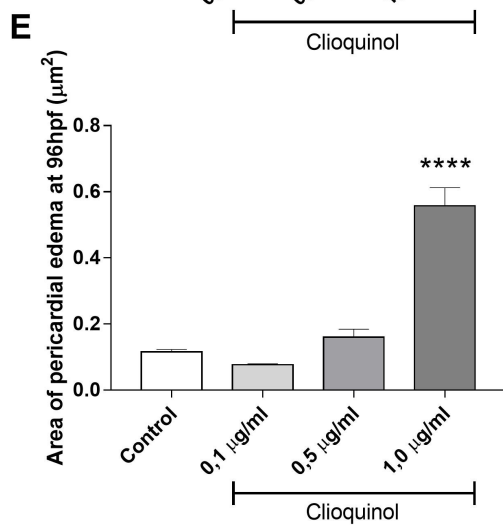 E
Clioquinol
Area of pericardial edema at 96hpf (μm²)
0.8
0.6
0.4
0.2
0.0
****
Control
0,1 μg/ml
0,5 μg/ml
1,0 μg/ml
Clioquinol